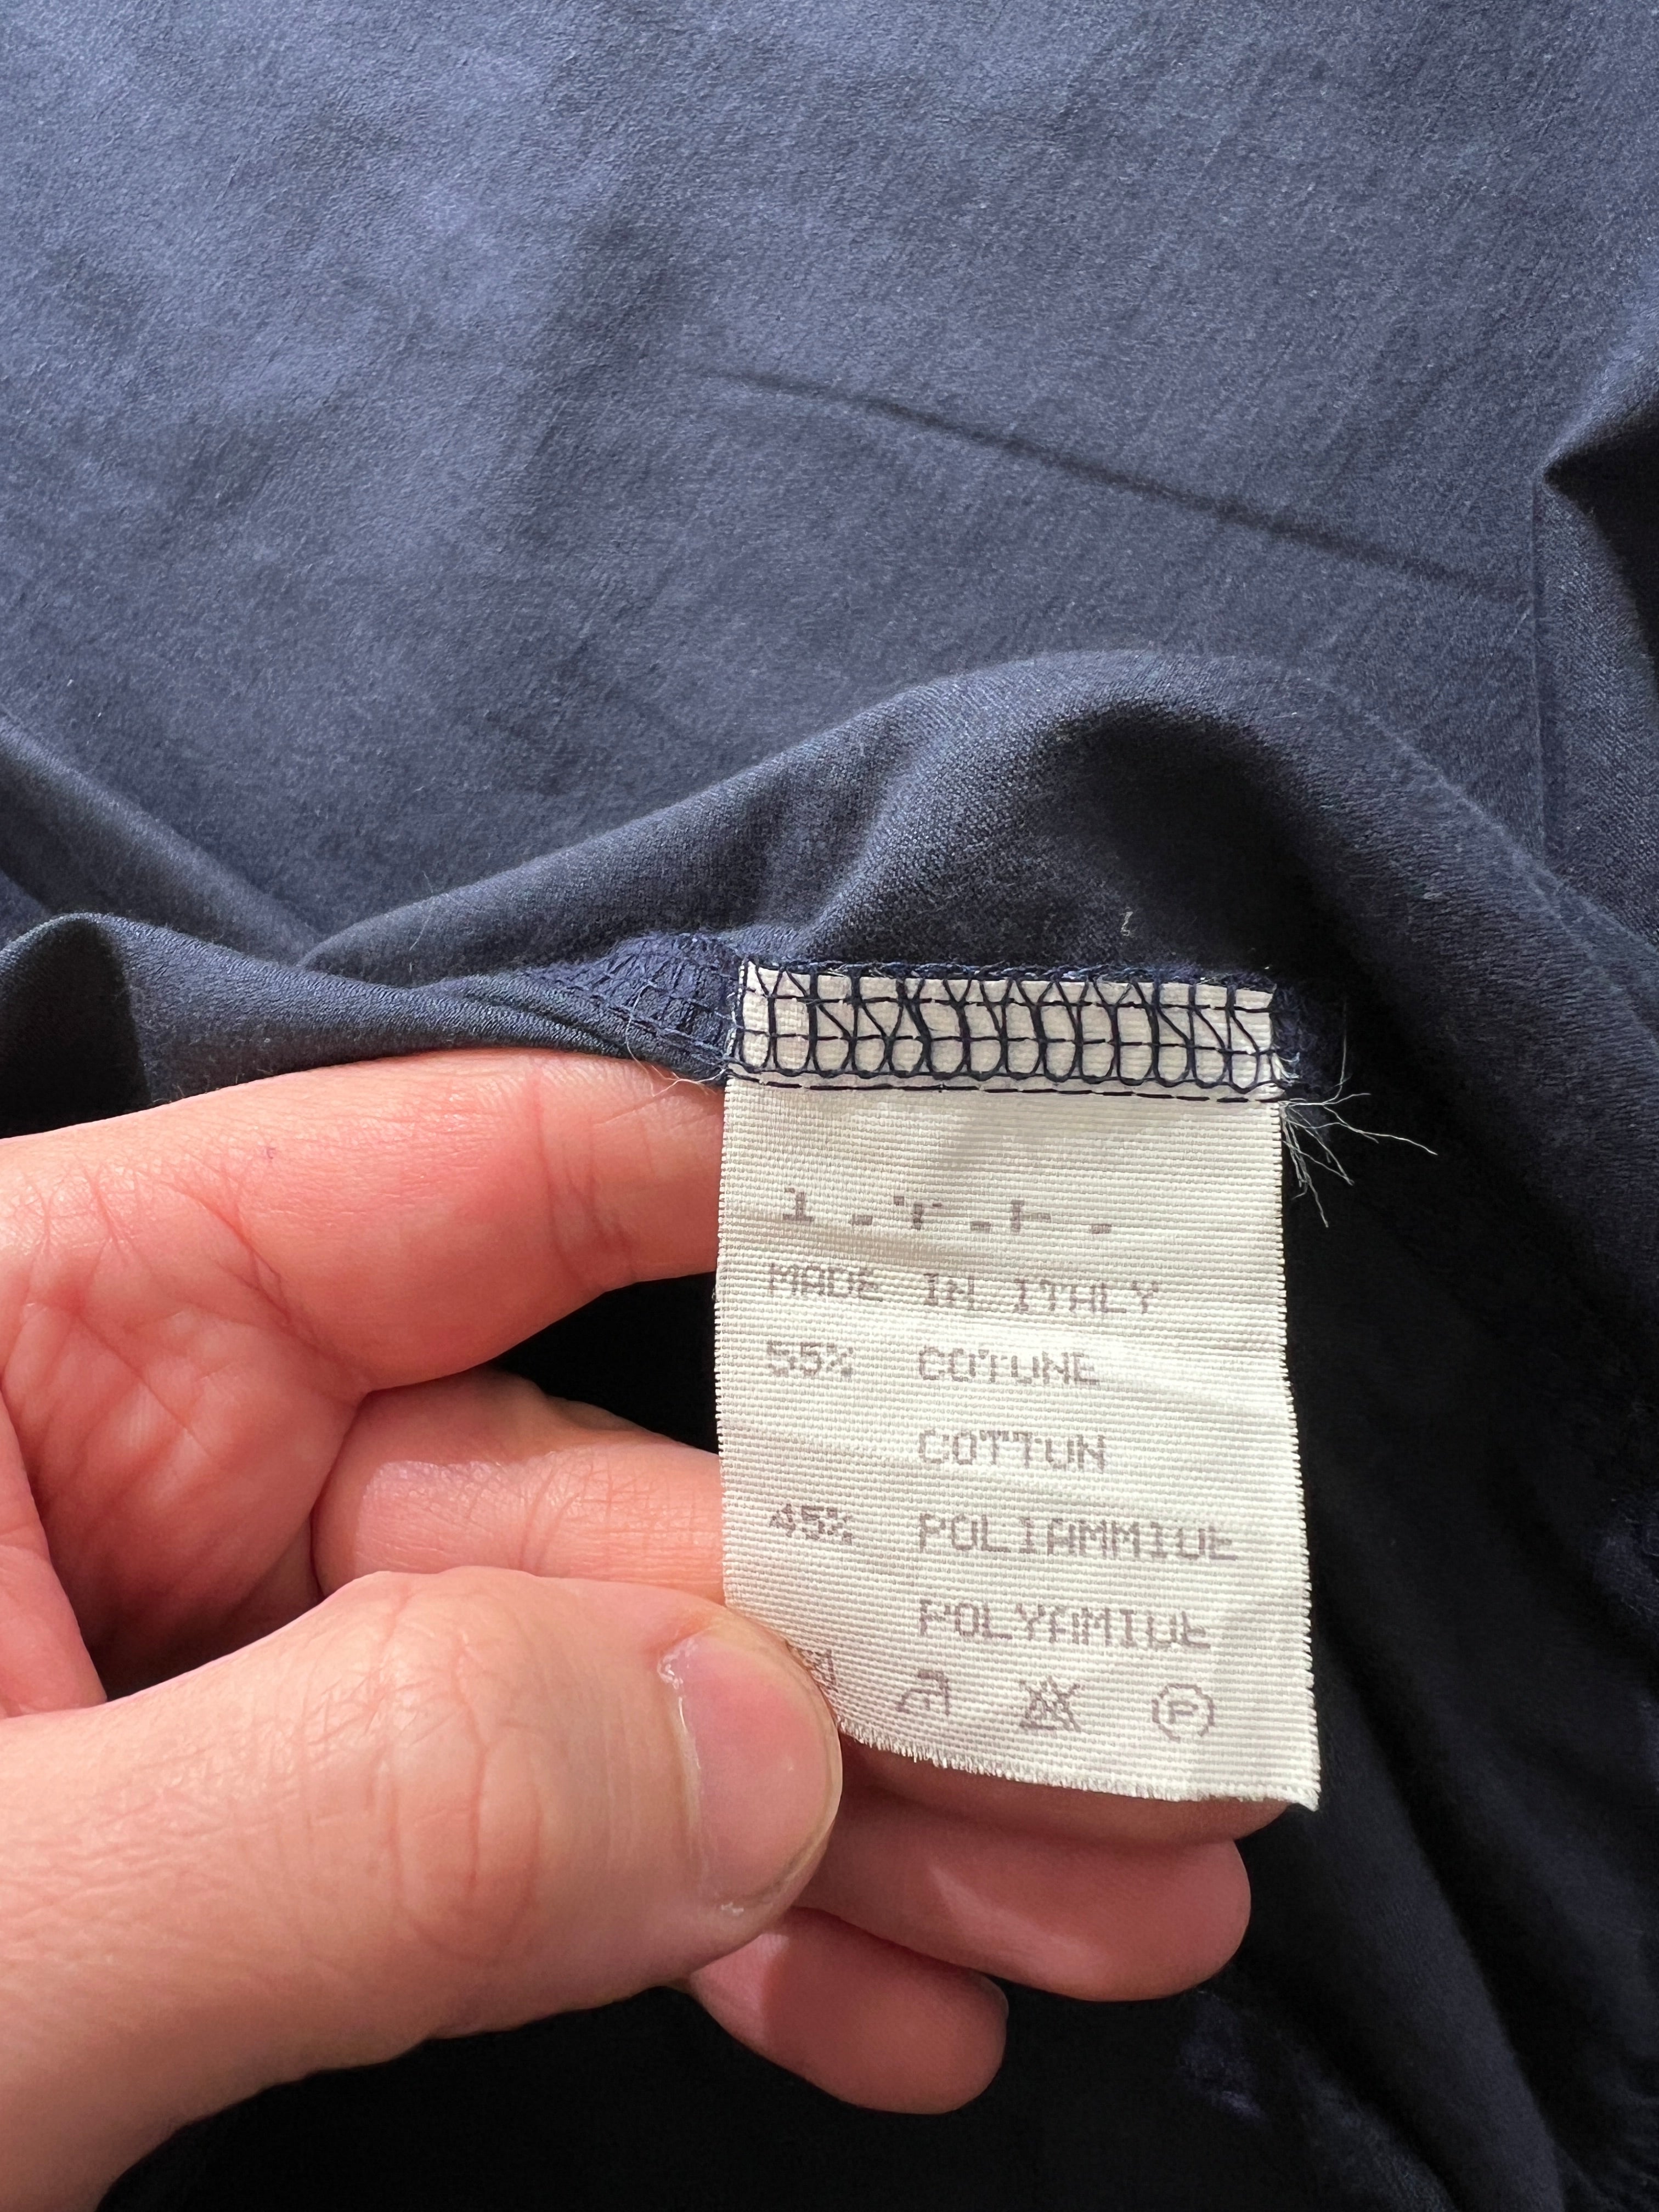 MADE IN ITALY
55% COTONE
COTTON
45% POLIAMMIDE
POLYAMIDE
P